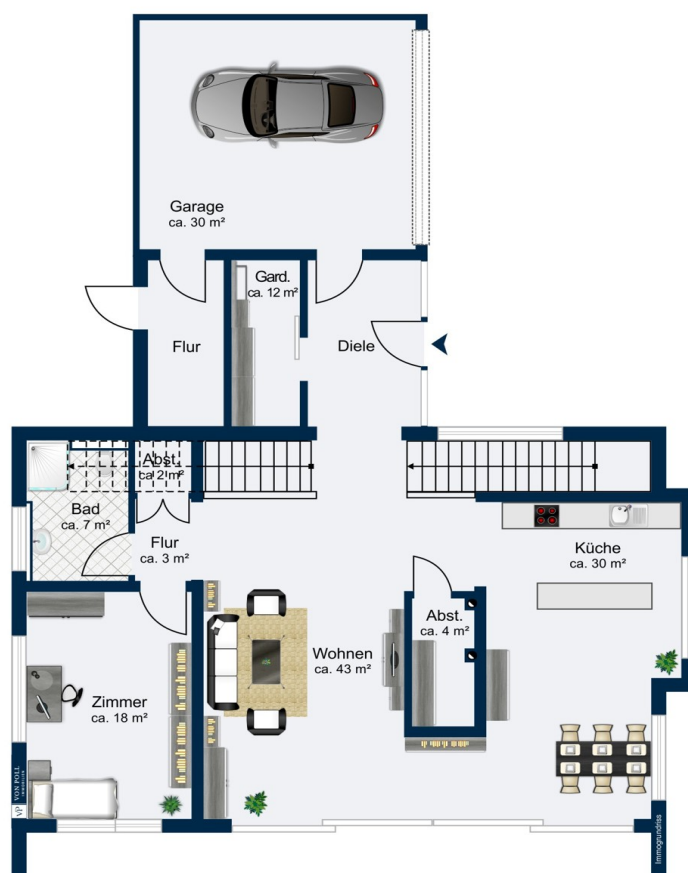 Garage
ca. 30 m²
Gard.
ca. 12 m²
Flur
Diele
Abst.
ca. 2 m²
Bad
ca. 7 m²
Flur
ca. 3 m²
Küche
ca. 30 m²
Abst.
ca. 4 m²
Wohnen
ca. 43 m²
Zimmer
ca. 18 m²
VP VON POLL
IMMOBILIEN
Immogrundriss